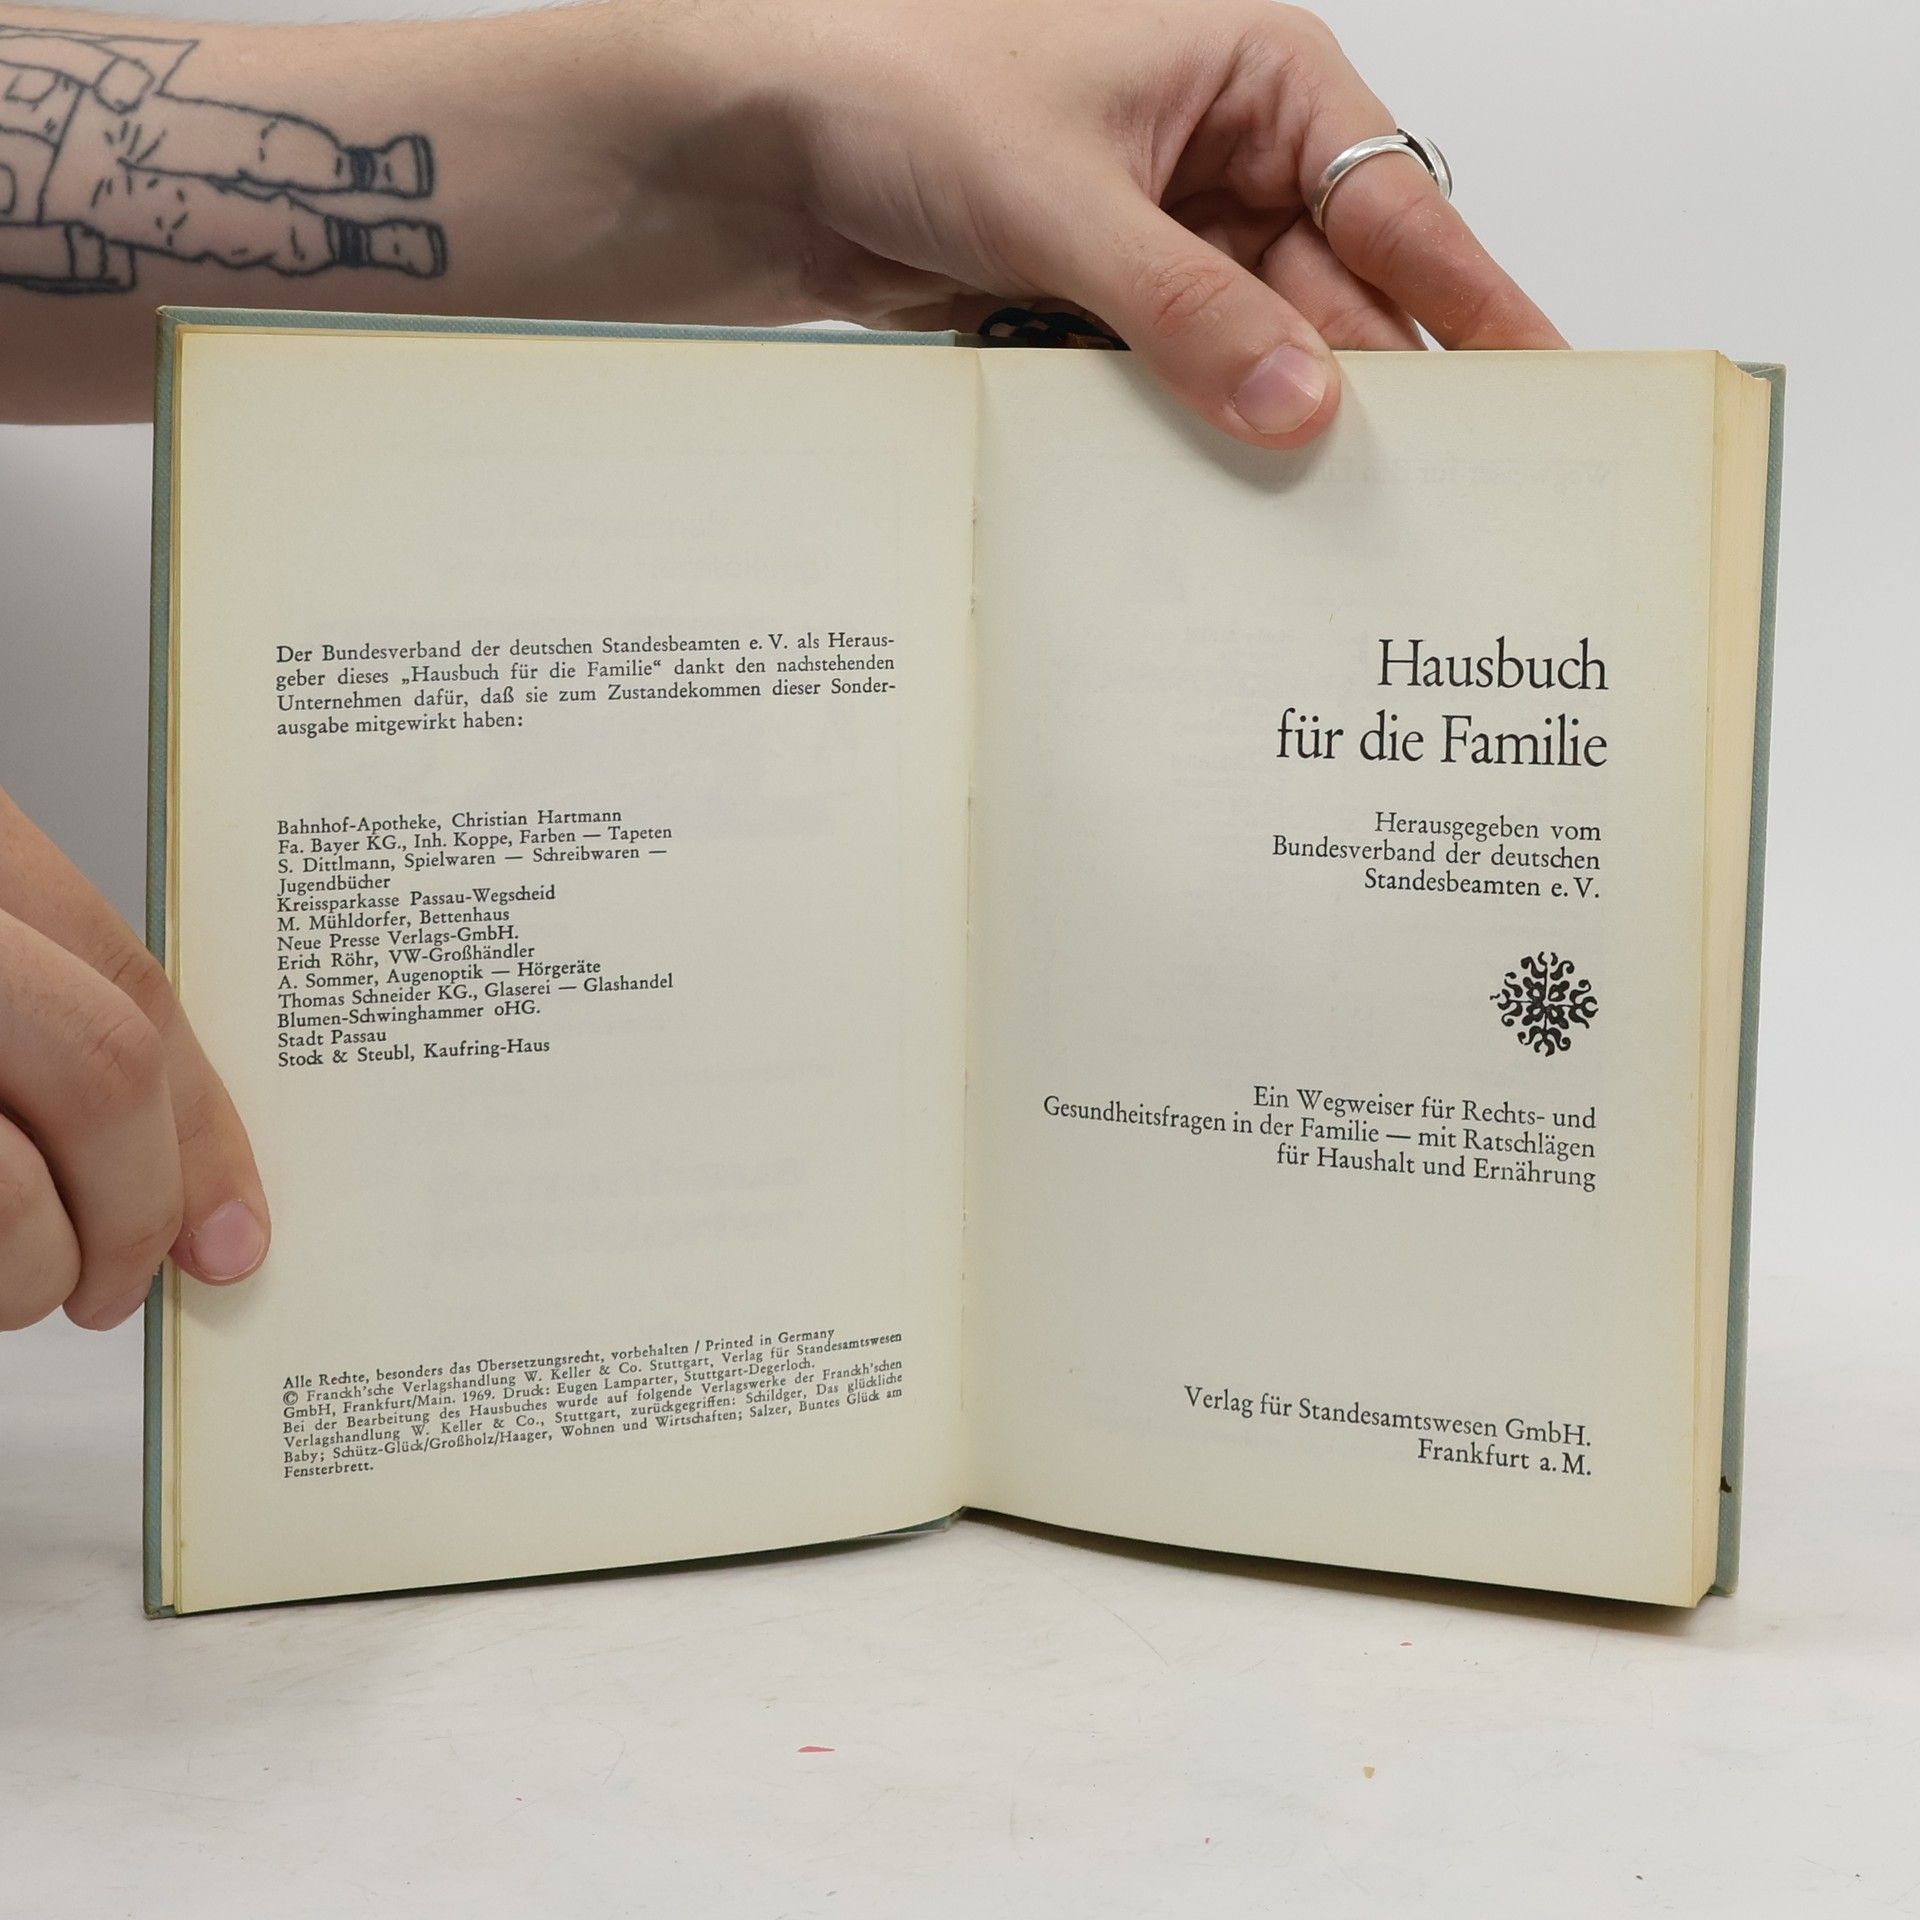 Der Bundesverband der deutschen Standesbeamten e. V. als Heraus-
geber dieses „Hausbuch für die Familie“ dankt den nachstehenden
Unternehmen dafür, daß sie zum Zustandekommen dieser Sonder-
ausgabe mitgewirkt haben:
Bahnhof-Apotheke, Christian Hartmann
Fa. Bayer KG., Inh. Koppe, Farben — Tapeten
S. Dittlmann, Spielwaren — Schreibwaren —
Jugendbücher
Kreissparkasse Passau-Wegscheid
M. Mühldorfer, Bettenhaus
Neue Presse Verlags-GmbH.
Erich Röhr, VW-Großhändler
A. Sommer, Augenoptik — Hörgeräte
Thomas Schneider KG., Glaserei — Glashandel
Blumen-Schwinghammer oHG.
Stadt Passau
Stock & Steubl, Kaufring-Haus
Alle Rechte, besonders das Übersetzungsrecht, vorbehalten / Printed in Germany
© Franckh'sche Verlagshandlung W. Keller & Co. Stuttgart, Verlag für Standesamtswesen
GmbH, Frankfurt/Main. 1969. Druck: Eugen Lamparter, Stuttgart-Degerloch.
Bei der Bearbeitung des Hausbuches wurde auf folgende Verlagswerke der Franckh'schen
Verlagshandlung W. Keller & Co., Stuttgart, zurückgegriffen: Schildger, Das glückliche
Baby; Schütz-Glück/Großholz/Haager, Wohnen und Wirtschaften; Salzer, Buntes Glück am
Fensterbrett.
Hausbuch
für die Familie
Herausgegeben vom
Bundesverband der deutschen
Standesbeamten e. V.
Ein Wegweiser für Rechts- und
Gesundheitsfragen in der Familie — mit Ratschlägen
für Haushalt und Ernährung
Verlag für Standesamtswesen GmbH.
Frankfurt a. M.